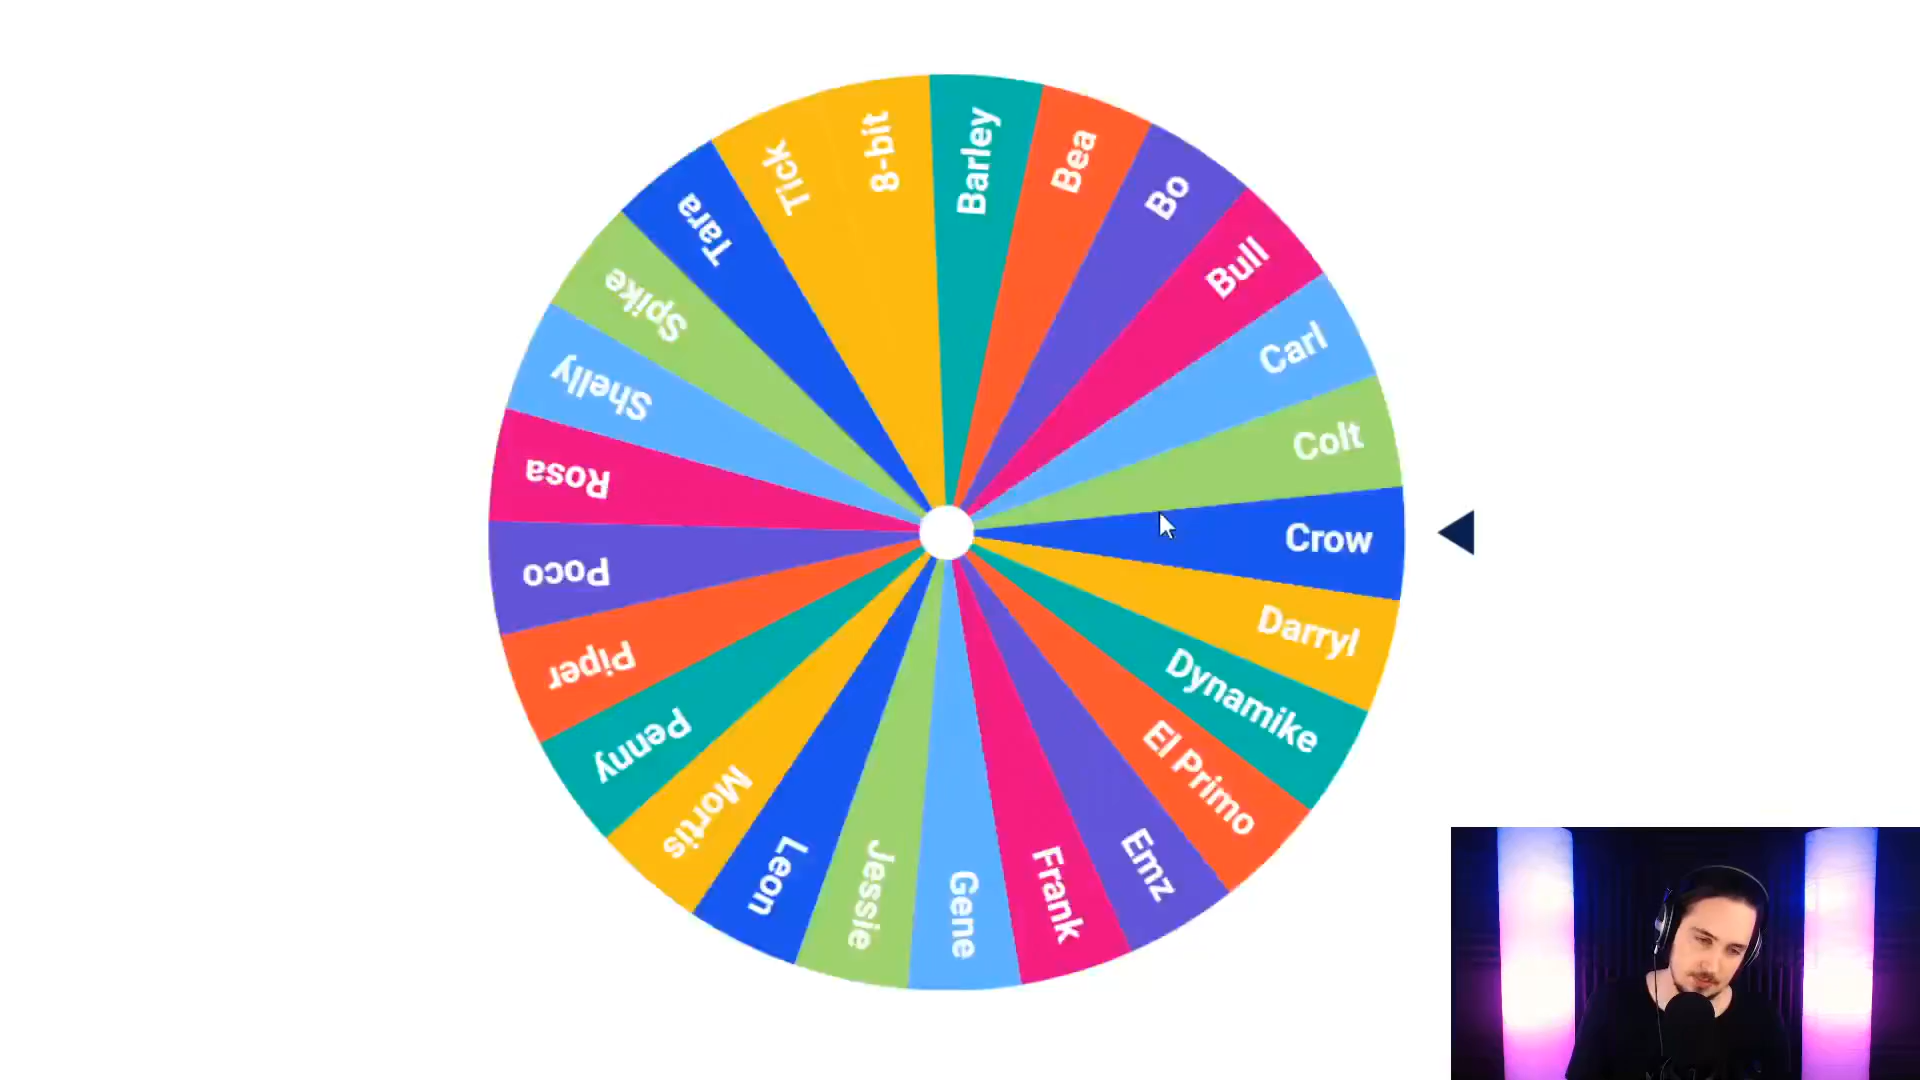 8-bit
Barley
Bea
Bo
Bull
Carl
Colt
Crow
Darryl
Dynamike
El Primo
Emz
Frank
Gene
Jessie
Leon
Mortis
Penny
Piper
Poco
Rosa
Shelly
Spike
Tara
Tick